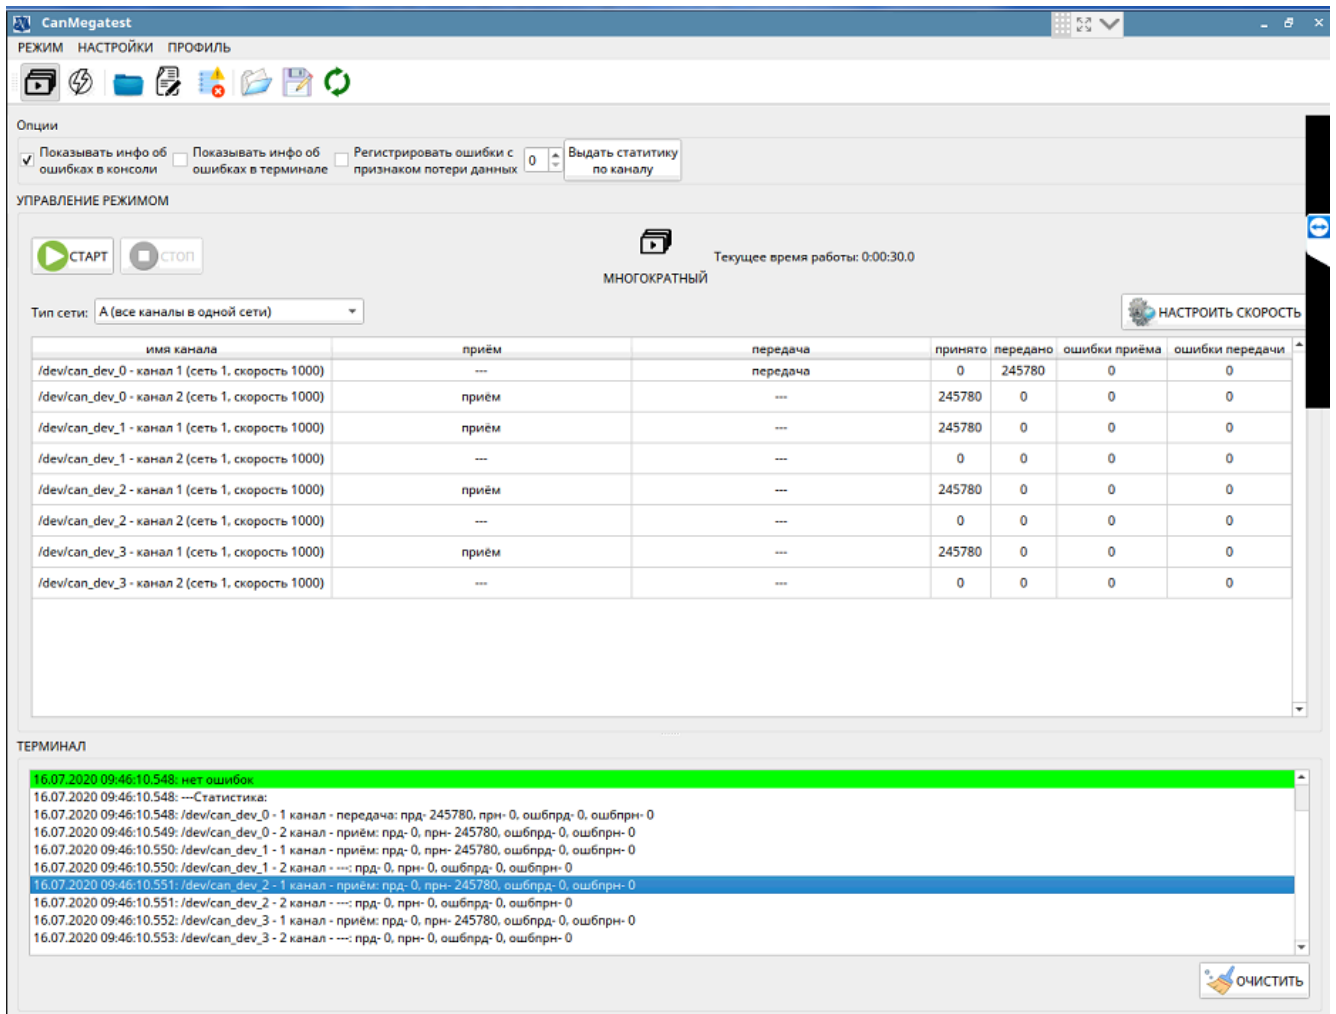 CanMegatest
РЕЖИМ НАСТРОЙКИ ПРОФИЛЬ
Опции
Показывать инфо об ошибках в консоли
Показывать инфо об ошибках в терминале
Регистрировать ошибки с признаком потери данных
0
Выдать статитику по каналу
УПРАВЛЕНИЕ РЕЖИМОМ
СТАРТ СТОП
МНОГОКРАТНЫЙ
Текущее время работы: 0:00:30.0
Тип сети: А (все каналы в одной сети)
НАСТРОИТЬ СКОРОСТЬ
имя канала приём передача принято передано ошибки приёма ошибки передачи
/dev/can_dev_0 - канал 1 (сеть 1, скорость 1000) --- передача 0 245780 0 0
/dev/can_dev_0 - канал 2 (сеть 1, скорость 1000) приём --- 245780 0 0 0
/dev/can_dev_1 - канал 1 (сеть 1, скорость 1000) приём --- 245780 0 0 0
/dev/can_dev_1 - канал 2 (сеть 1, скорость 1000) --- --- 0 0 0 0
/dev/can_dev_2 - канал 1 (сеть 1, скорость 1000) приём --- 245780 0 0 0
/dev/can_dev_2 - канал 2 (сеть 1, скорость 1000) --- --- 0 0 0 0
/dev/can_dev_3 - канал 1 (сеть 1, скорость 1000) приём --- 245780 0 0 0
/dev/can_dev_3 - канал 2 (сеть 1, скорость 1000) --- --- 0 0 0 0
ТЕРМИНАЛ
16.07.2020 09:46:10.548: нет ошибок
16.07.2020 09:46:10.548: ---Статистика:
16.07.2020 09:46:10.548: /dev/can_dev_0 - 1 канал - передача: прд- 245780, прн- 0, ошбпрд- 0, ошбпрн- 0
16.07.2020 09:46:10.549: /dev/can_dev_0 - 2 канал - приём: прд- 0, прн- 245780, ошбпрд- 0, ошбпрн- 0
16.07.2020 09:46:10.550: /dev/can_dev_1 - 1 канал - приём: прд- 0, прн- 245780, ошбпрд- 0, ошбпрн- 0
16.07.2020 09:46:10.550: /dev/can_dev_1 - 2 канал - ---: прд- 0, прн- 0, ошбпрд- 0, ошбпрн- 0
16.07.2020 09:46:10.551: /dev/can_dev_2 - 1 канал - приём: прд- 0, прн- 245780, ошбпрд- 0, ошбпрн- 0
16.07.2020 09:46:10.551: /dev/can_dev_2 - 2 канал - ---: прд- 0, прн- 0, ошбпрд- 0, ошбпрн- 0
16.07.2020 09:46:10.552: /dev/can_dev_3 - 1 канал - приём: прд- 0, прн- 245780, ошбпрд- 0, ошбпрн- 0
16.07.2020 09:46:10.553: /dev/can_dev_3 - 2 канал - ---: прд- 0, прн- 0, ошбпрд- 0, ошбпрн- 0
ОЧИСТИТЬ